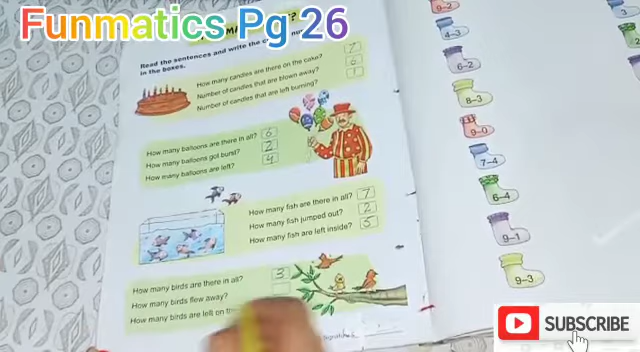 Funmatics Pg 26
Read the sentences and write the
in the boxes.
How many candles are there on the cake? 7
Number of candles that are blown away? 6
Number of candles that are left burning? 1
How many balloons are there in all? 6
How many balloons got burst? 2
How many balloons are left? 4
How many fish are there in all? 7
How many fish jumped out? 2
How many fish are left inside? 5
How many birds are there in all? 3
How many birds flew away?
How many birds are left on
9-2
4-3
6-2
8-3
9-0
7-4
6-4
9-1
9-3
3
2
SUBSCRIBE